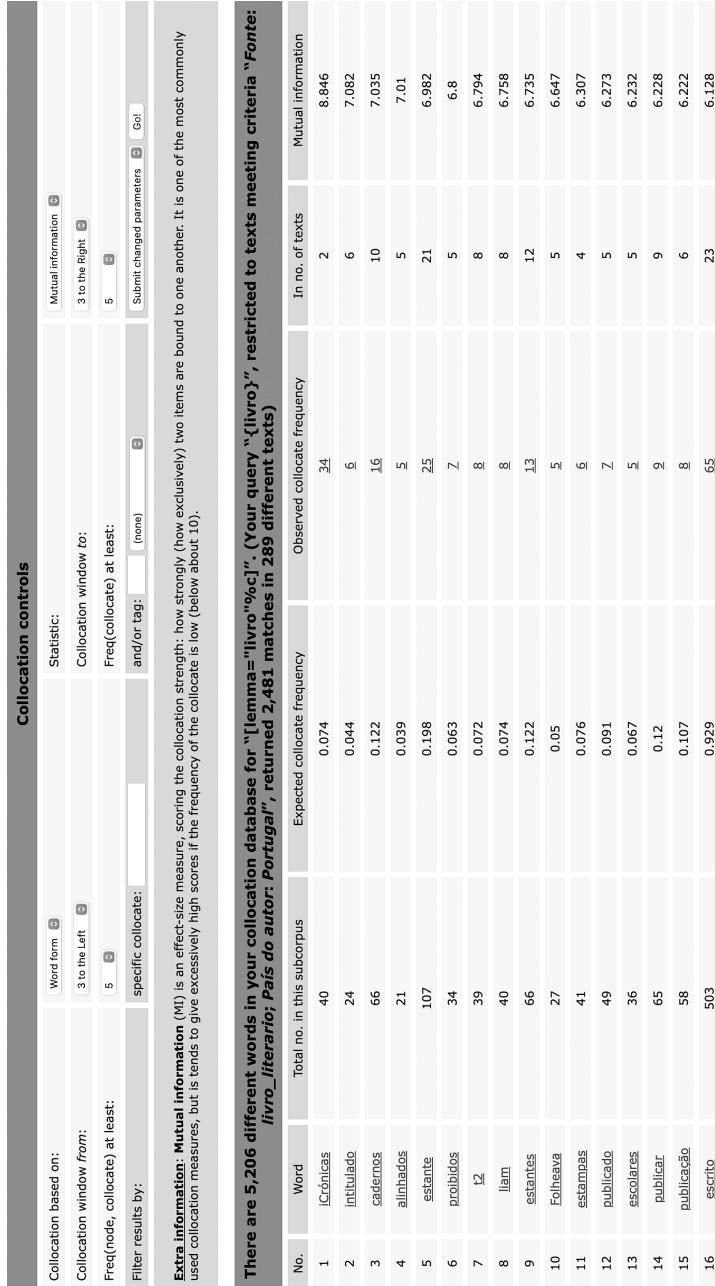 Collocation controls
Collocation based on: Word form Statistic: Mutual information
Collocation window from: 3 to the Left Collocation window to: 3 to the Right
Freq(node, collocate) at least: 5 Freq(collocate) at least: 5
Filter results by: specific collocate: and/or tag: (none) Submit changed parameters Go!
Extra information: Mutual information (MI) is an effect-size measure, scoring the collocation strength: how strongly (how exclusively) two items are bound to one another. It is one of the most commonly
used collocation measures, but is tends to give excessively high scores if the frequency of the collocate is low (below about 10).
There are 5,206 different words in your collocation database for "[lemma="livro"%c]". (Your query "{livro}", restricted to texts meeting criteria "Fonte:
livro_literario; País do autor: Portugal", returned 2,481 matches in 289 different texts)
No. Word Total no. in this subcorpus Expected collocate frequency Observed collocate frequency In no. of texts Mutual information
1 iCrónicas 40 0.074 34 2 8.846
2 intitulado 24 0.044 6 6 7.082
3 cadernos 66 0.122 16 10 7.035
4 alinhados 21 0.039 5 5 7.01
5 estante 107 0.198 25 21 6.982
6 proibidos 34 0.063 7 5 6.8
7 t2 39 0.072 8 8 6.794
8 liam 40 0.074 8 8 6.758
9 estantes 66 0.122 13 12 6.735
10 Folheava 27 0.05 5 5 6.647
11 estampas 41 0.076 6 4 6.307
12 publicado 49 0.091 7 5 6.273
13 escolares 36 0.067 5 5 6.232
14 publicar 65 0.12 9 9 6.228
15 publicação 58 0.107 8 6 6.222
16 escrito 503 0.929 65 23 6.128